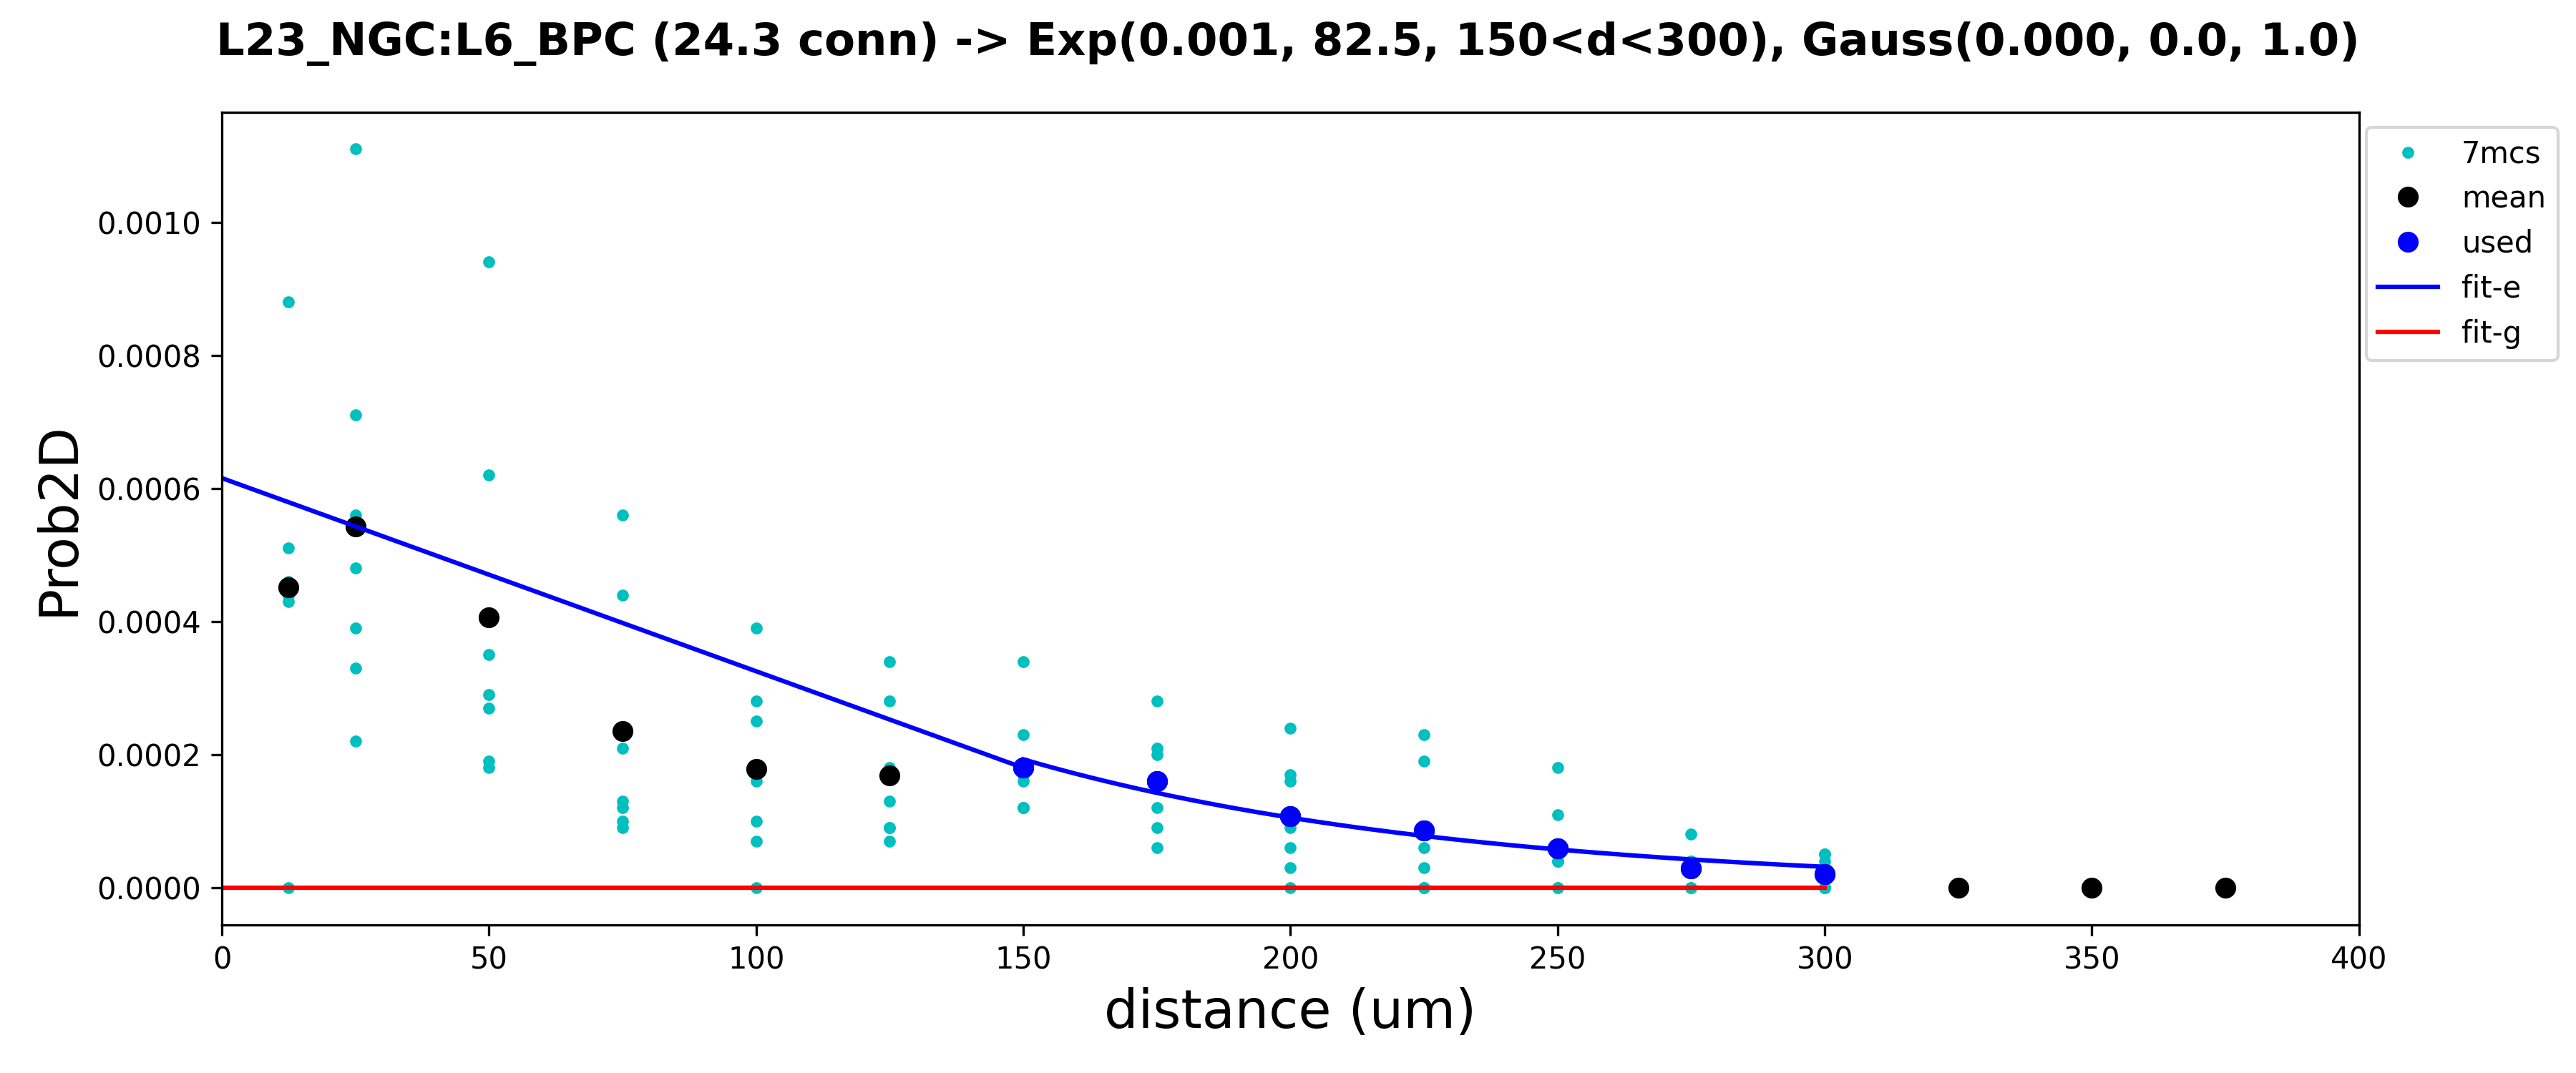 L23_NGC:L6_BPC (24.3 conn) -> Exp(0.001, 82.5, 150<d<300), Gauss(0.000, 0.0, 1.0)
7mcs
mean
used
fit-e
fit-g
Prob2D
0.0010
0.0008
0.0006
0.0004
0.0002
0.0000
0 50 100 150 200 250 300 350 400
distance (um)